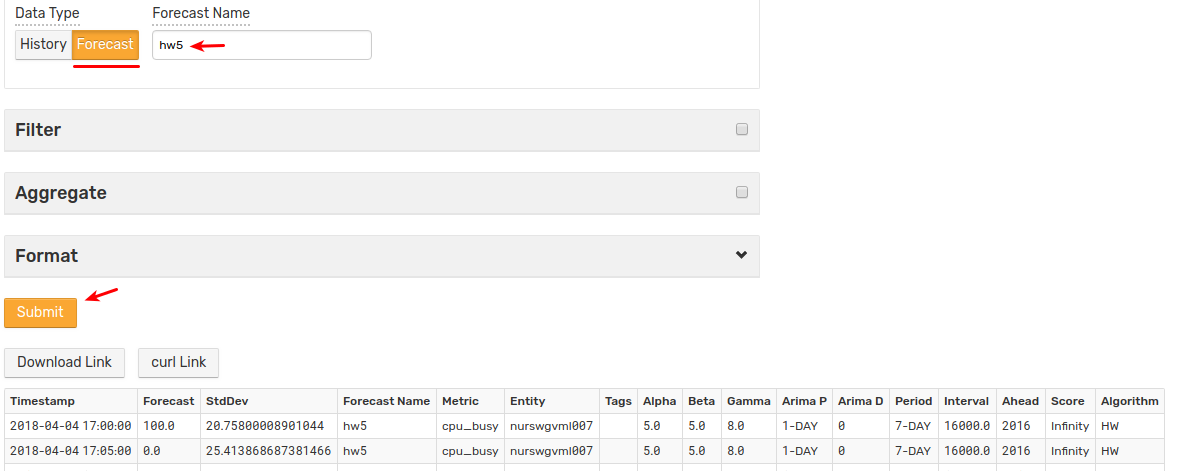 Data Type Forecast Name
History Forecast hw5
Filter
Aggregate
Format
Submit
Download Link curl Link
Timestamp Forecast StdDev Forecast Name Metric Entity Tags Alpha Beta Gamma Arima P Arima D Period Interval Ahead Score Algorithm
2018-04-04 17:00:00 100.0 20.75800008901044 hw5 cpu_busy nurswgvml007 5.0 5.0 8.0 1-DAY 0 7-DAY 16000.0 2016 Infinity HW
2018-04-04 17:05:00 0.0 25.413868687381466 hw5 cpu_busy nurswgvml007 5.0 5.0 8.0 1-DAY 0 7-DAY 16000.0 2016 Infinity HW